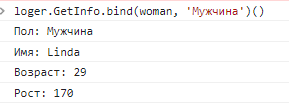 loger.GetInfo.bind(woman, 'Мужчина')()
Пол: Мужчина
Имя: Linda
Возраст: 29
Рост: 170